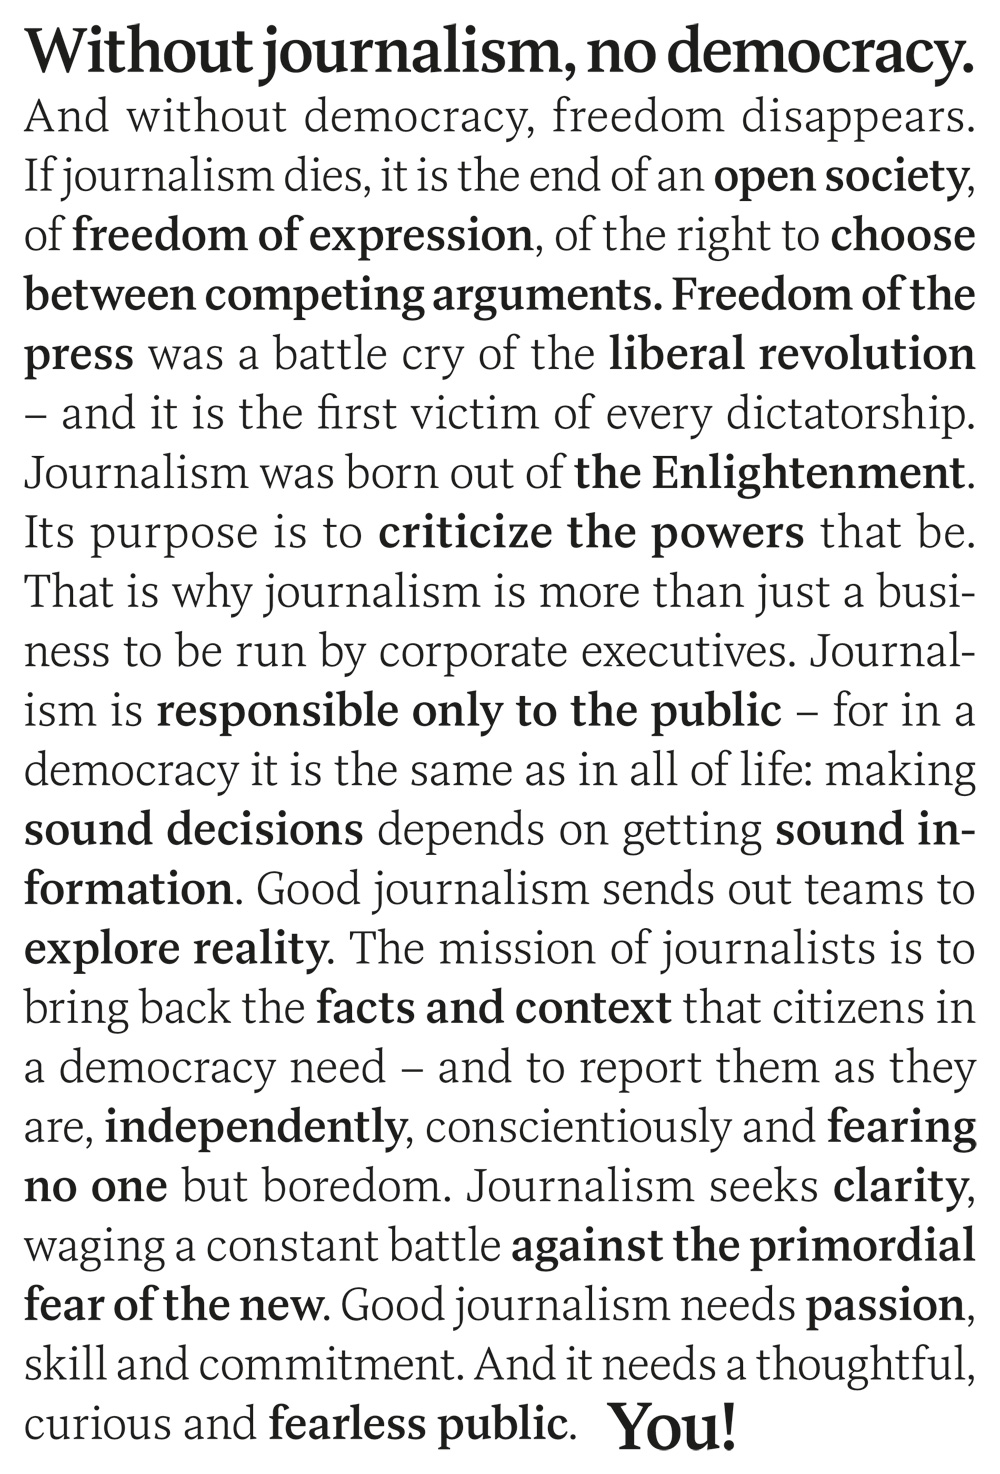 Without journalism, no democracy.
And without democracy, freedom disappears.
If journalism dies, it is the end of an open society,
of freedom of expression, of the right to choose
between competing arguments. Freedom of the
press was a battle cry of the liberal revolution
– and it is the first victim of every dictatorship.
Journalism was born out of the Enlightenment.
Its purpose is to criticize the powers that be.
That is why journalism is more than just a busi-
ness to be run by corporate executives. Journal-
ism is responsible only to the public – for in a
democracy it is the same as in all of life: making
sound decisions depends on getting sound in-
formation. Good journalism sends out teams to
explore reality. The mission of journalists is to
bring back the facts and context that citizens in
a democracy need – and to report them as they
are, independently, conscientiously and fearing
no one but boredom. Journalism seeks clarity,
waging a constant battle against the primordial
fear of the new. Good journalism needs passion,
skill and commitment. And it needs a thoughtful,
curious and fearless public. You!